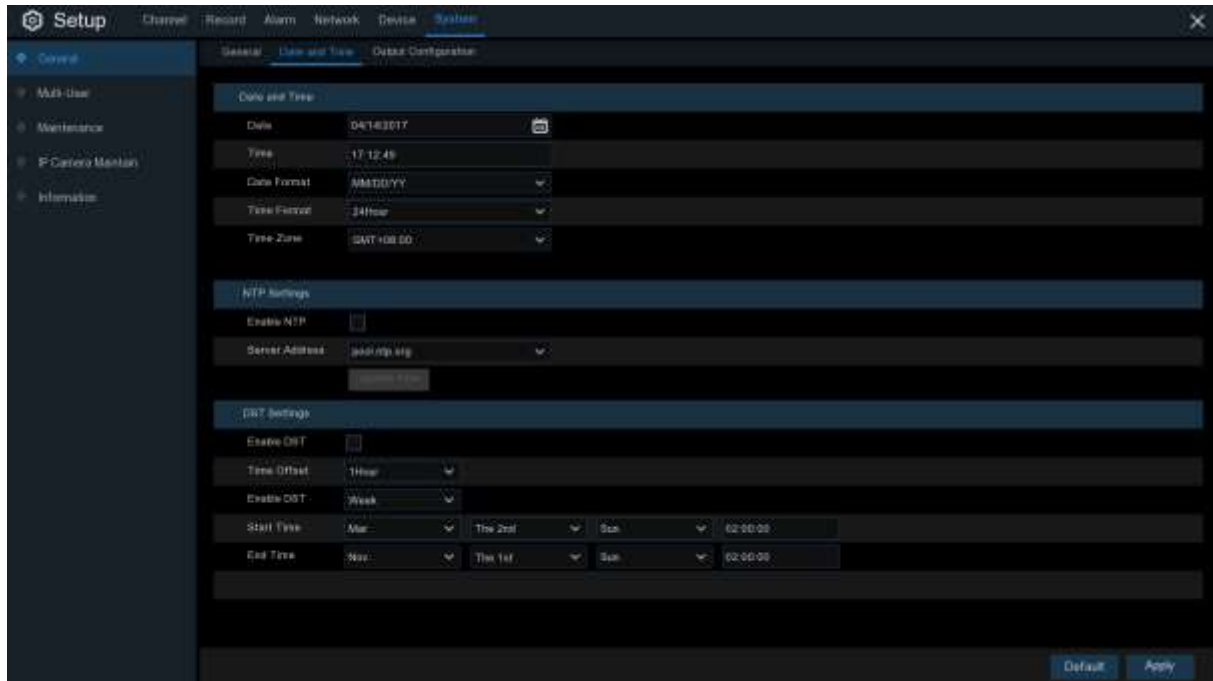 Setup Channel Record Alarm Network Device System
General General Date and Time Output Configuration
Multi-User
Maintenance
IP Camera Maintain
Information
Date and Time
Date 04/14/2017
Time 17:12:49
Date Format MM/DD/YY
Time Format 24Hour
Time Zone GMT+08:00
NTP Settings
Enable NTP
Server Address pool.ntp.org
DST Settings
Enable DST
Time Offset 1Hour
Enable DST Week
Start Time Mar The 2nd Sun 02:00:00
End Time Nov The 1st Sun 02:00:00
Default Apply